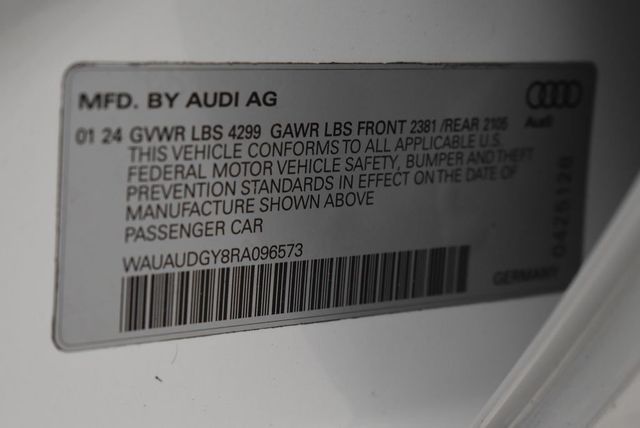 MFD. BY AUDI AG
Audi
01 24 GVWR LBS 4299 GAWR LBS FRONT 2381 /REAR 2105
THIS VEHICLE CONFORMS TO ALL APPLICABLE U.S.
FEDERAL MOTOR VEHICLE SAFETY, BUMPER AND THEFT
PREVENTION STANDARDS IN EFFECT ON THE DATE OF
MANUFACTURE SHOWN ABOVE
PASSENGER CAR
WAUAUDGY8RA096573
GERMANY